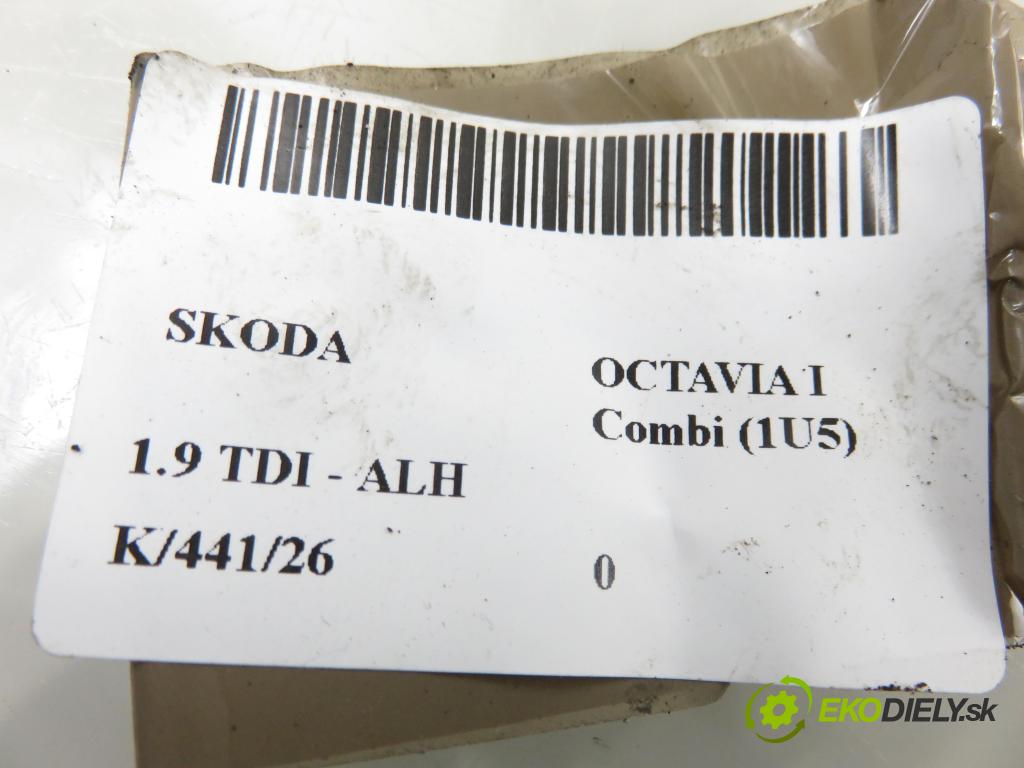 SKODA
OCTAVIA I
Combi (1U5)
1.9 TDI - ALH
K/441/26
0
EKODIELY.sk